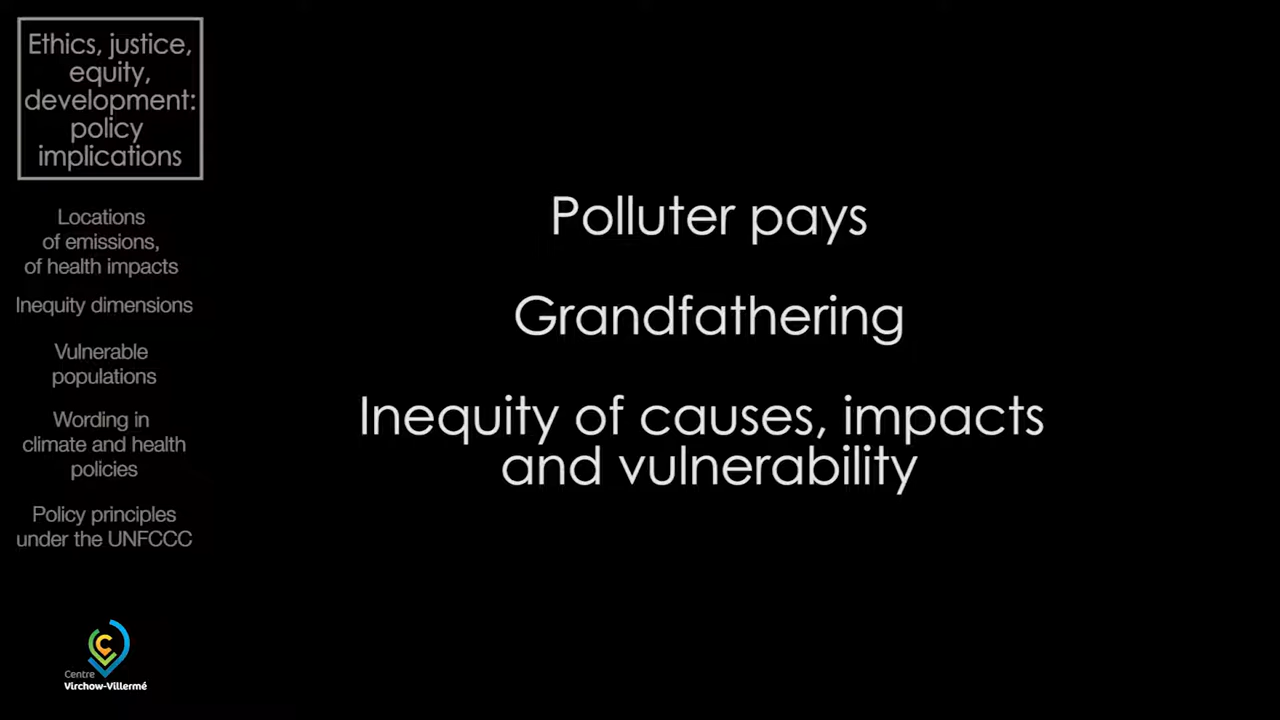 Ethics, justice,
equity,
development:
policy
implications
Locations
of emissions,
of health impacts
Inequity dimensions
Vulnerable
populations
Wording in
climate and health
policies
Policy principles
under the UNFCCC
Polluter pays
Grandfathering
Inequity of causes, impacts
and vulnerability
Centre
Virchow-Villermé